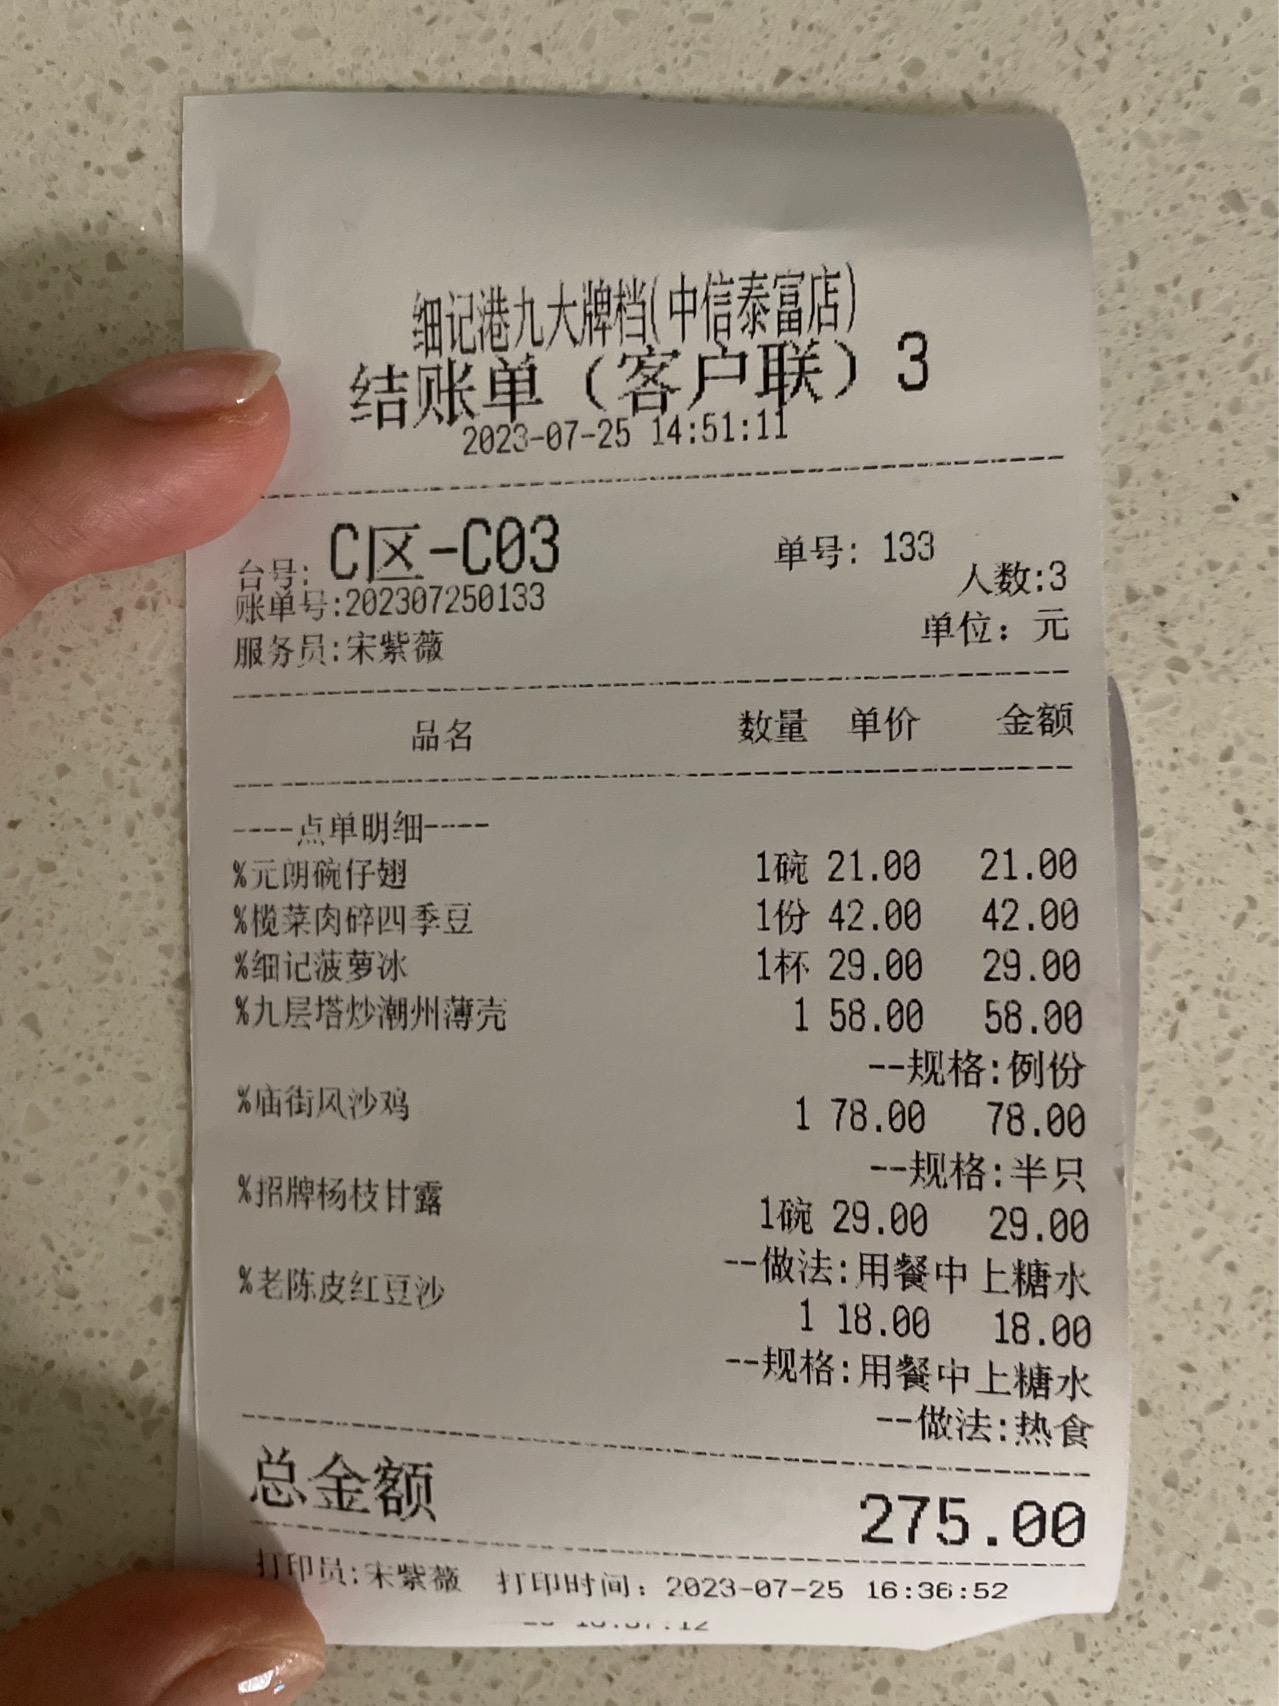 细记港九大牌档(中信泰富店)
结账单（客户联）3
2023-07-25 14:51:11
台号: C区-C03 单号: 133
人数:3
账单号:202307250133
服务员:宋紫薇 单位：元
品名 数量 单价 金额
----点单明细----
%元朗碗仔翅 1碗 21.00 21.00
%榄菜肉碎四季豆 1份 42.00 42.00
%细记菠萝冰 1杯 29.00 29.00
%九层塔炒潮州薄壳 1 58.00 58.00
--规格:例份
%庙街风沙鸡 1 78.00 78.00
--规格:半只
%招牌杨枝甘露 1碗 29.00 29.00
--做法:用餐中上糖水
%老陈皮红豆沙 1 18.00 18.00
--规格:用餐中上糖水
--做法:热食
总金额 275.00
打印员:宋紫薇 打印时间：2023-07-25 16:36:52